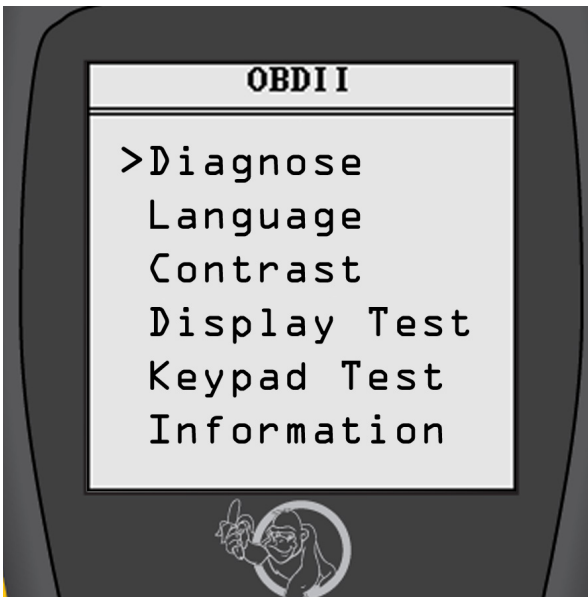 OBDII
>Diagnose
Language
Contrast
Display Test
Keypad Test
Information